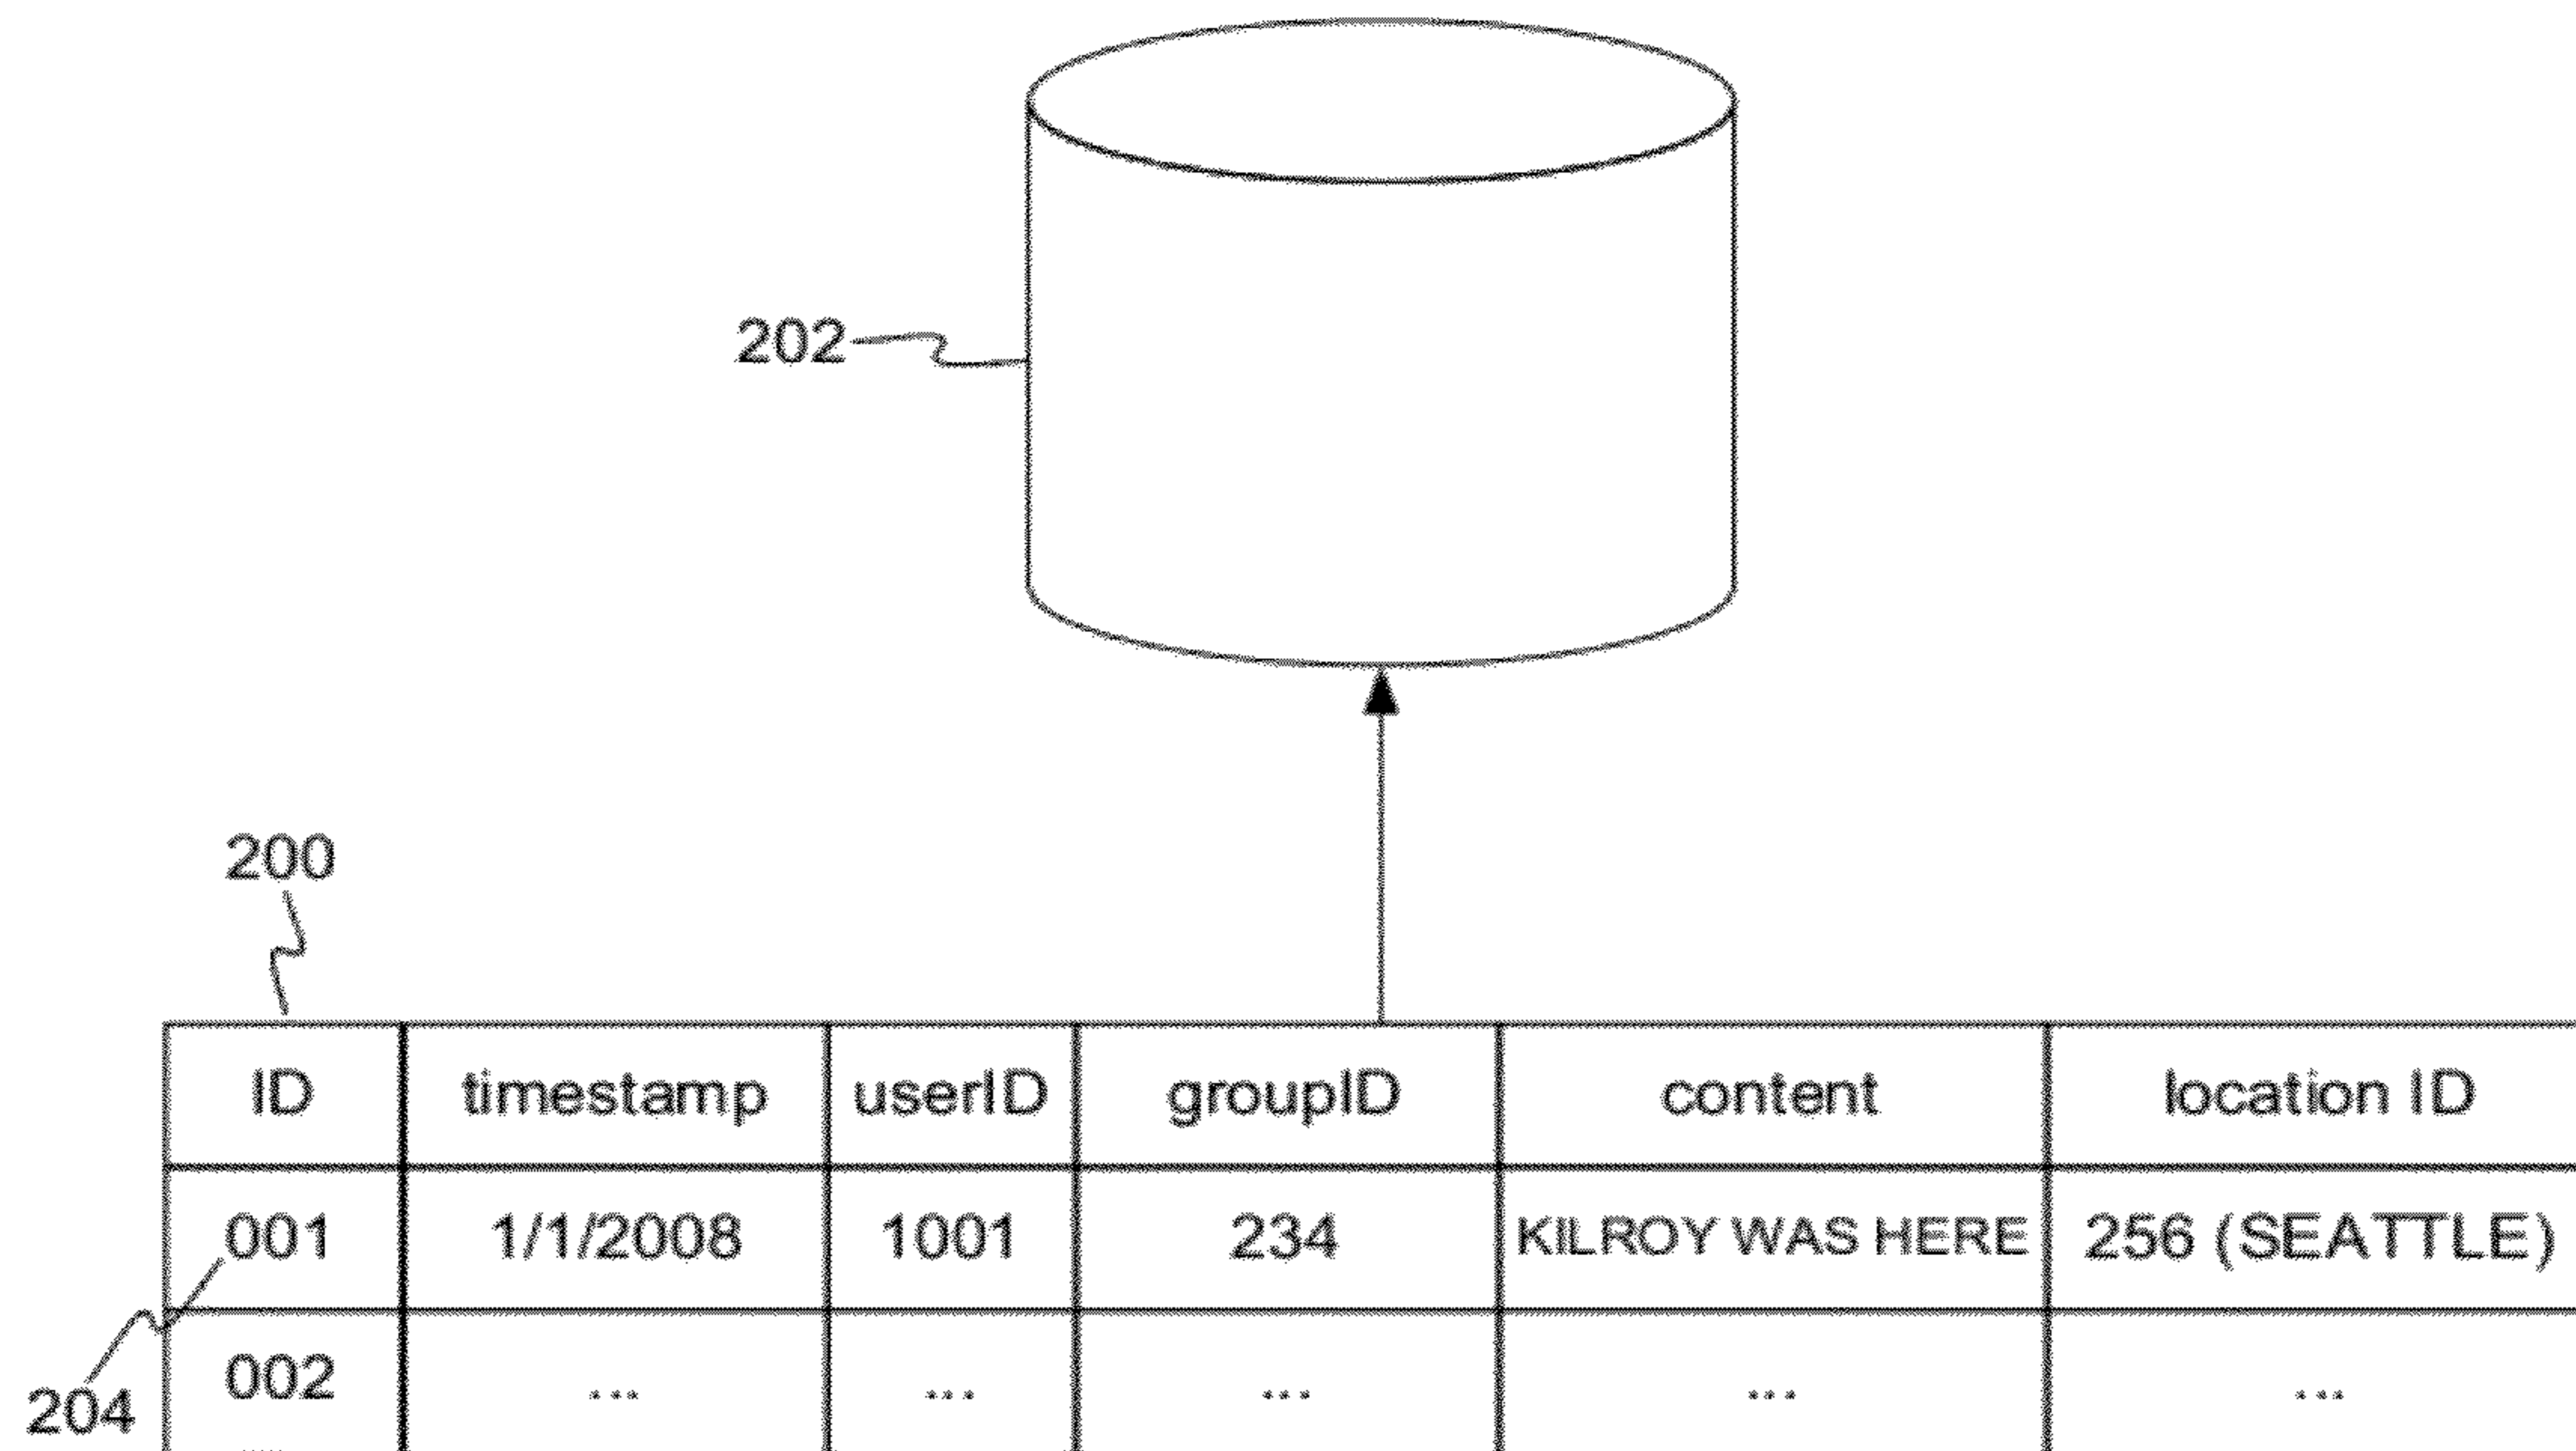 202
200
ID timestamp userID groupID content location ID
001 1/1/2008 1001 234 KILROY WAS HERE 256 (SEATTLE)
002 ... ... ... ... ...
204